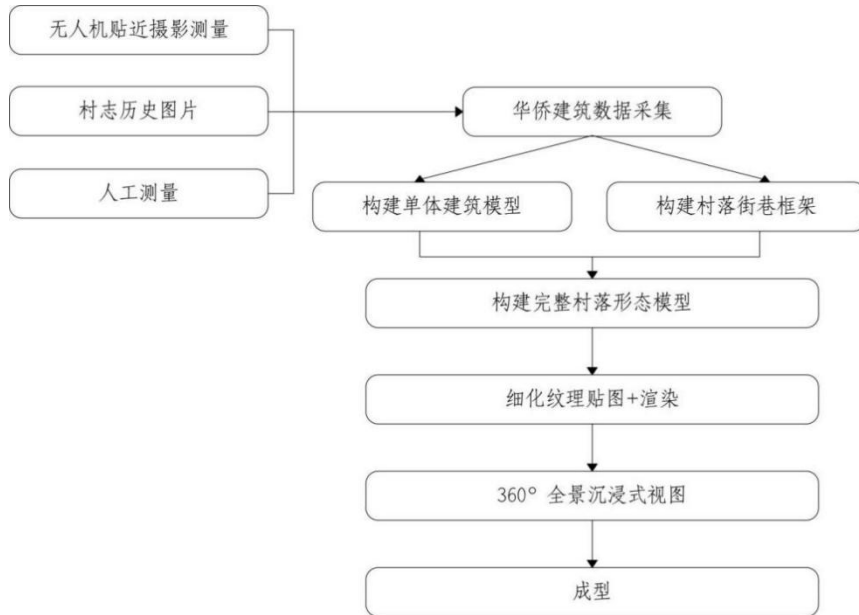 无人机贴近摄影测量
村志历史图片
华侨建筑数据采集
人工测量
构建单体建筑模型
构建村落街巷框架
构建完整村落形态模型
细化纹理贴图+渲染
360° 全景沉浸式视图
成型